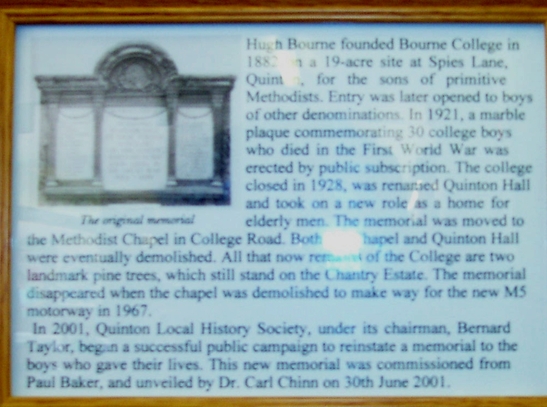 Hugh Bourne founded Bourne College in
1882 on a 19-acre site at Spies Lane,
Quinton, for the sons of primitive
Methodists. Entry was later opened to boys
of other denominations. In 1921, a marble
plaque commemorating 30 college boys
who died in the First World War was
erected by public subscription. The college
closed in 1928, was renamed Quinton Hall
and took on a new role as a home for
The original memorial
elderly men. The memorial was moved to
the Methodist Chapel in College Road. Both chapel and Quinton Hall
were eventually demolished. All that now remains of the College are two
landmark pine trees, which still stand on the Chantry Estate. The memorial
disappeared when the chapel was demolished to make way for the new M5
motorway in 1967.
In 2001, Quinton Local History Society, under its chairman, Bernard
Taylor, began a successful public campaign to reinstate a memorial to the
boys who gave their lives. This new memorial was commissioned from
Paul Baker, and unveiled by Dr. Carl Chinn on 30th June 2001.